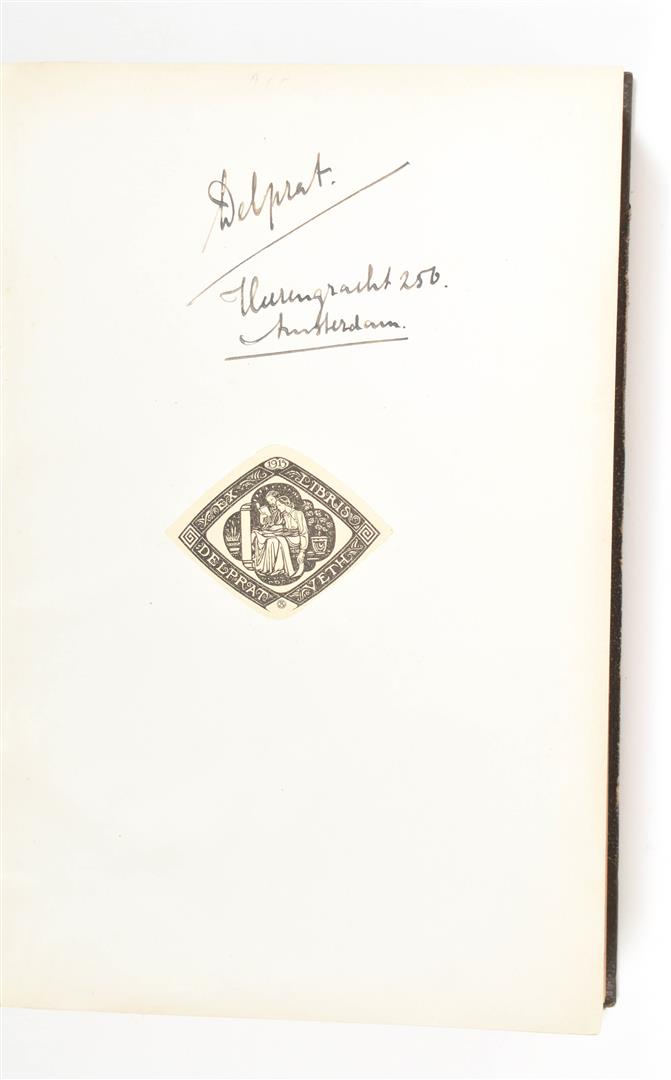 Delprat.
Heerengracht 256.
Amsterdam.
1915
EX LIBRIS
DELPRAT VETH